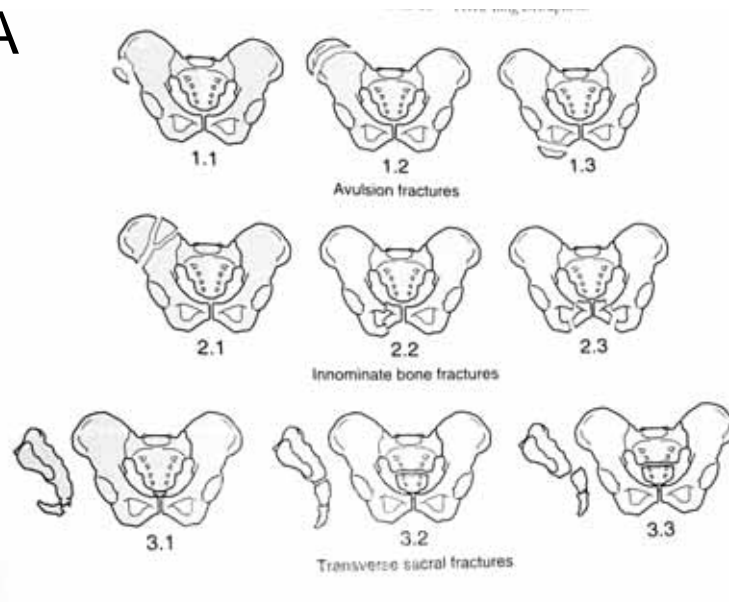 A
1.1
1.2
1.3
Avulsion fractures
2.1
2.2
2.3
Innominate bone fractures
3.1
3.2
3.3
Transverse sacral fractures